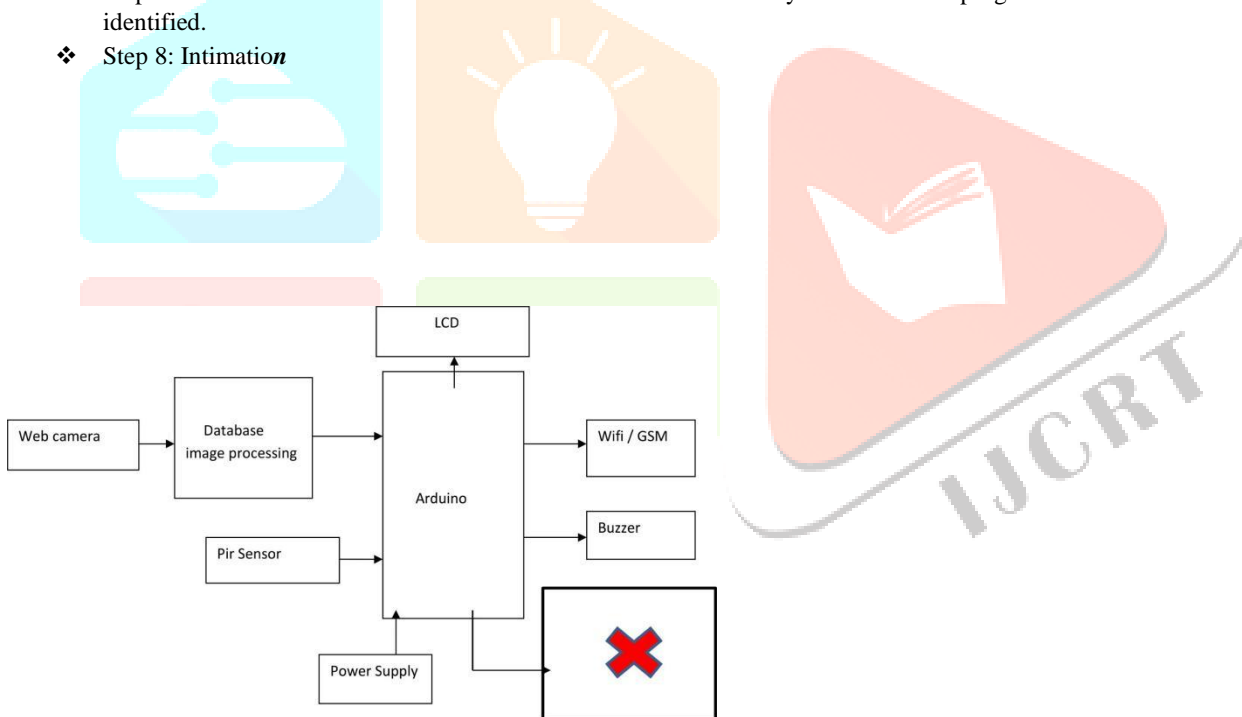 identified.
❖ Step 8: Intimation
LCD
Web camera
Database
image processing
Wifi / GSM
Arduino
Buzzer
Pir Sensor
Power Supply
IJCRT